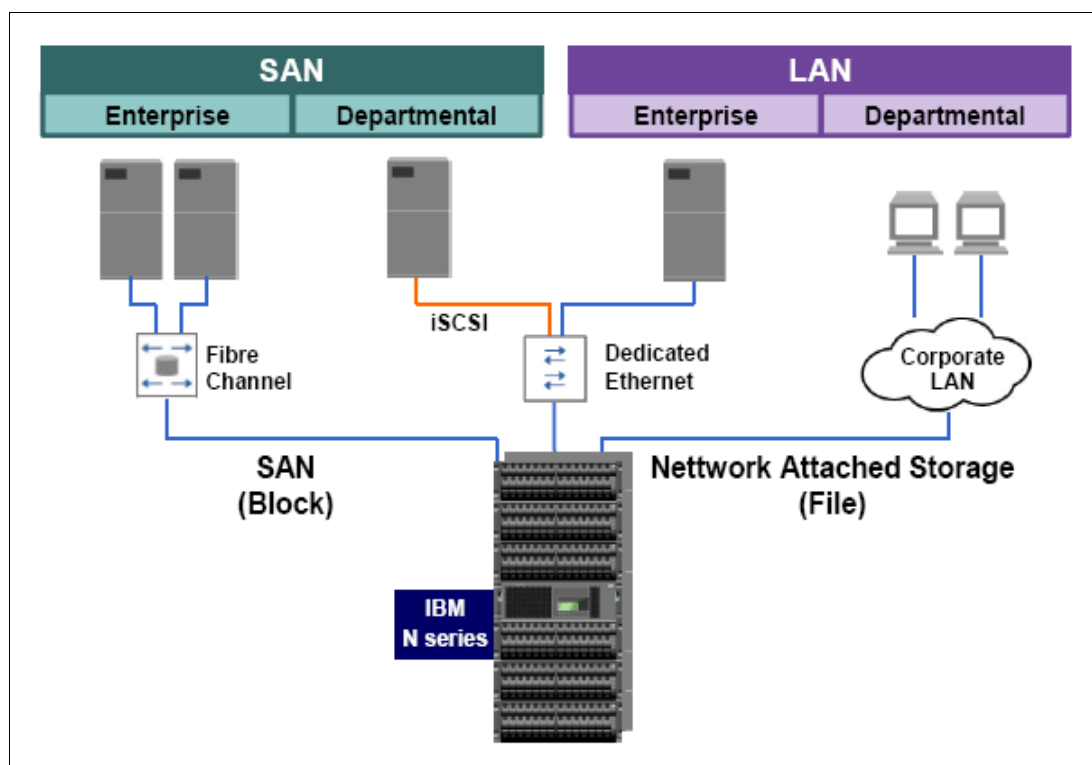 SAN
LAN
Enterprise
Departmental
Enterprise
Departmental
iSCSI
Fibre
Channel
Dedicated
Ethernet
Corporate
LAN
SAN
(Block)
Nettwork Attached Storage
(File)
IBM
N series